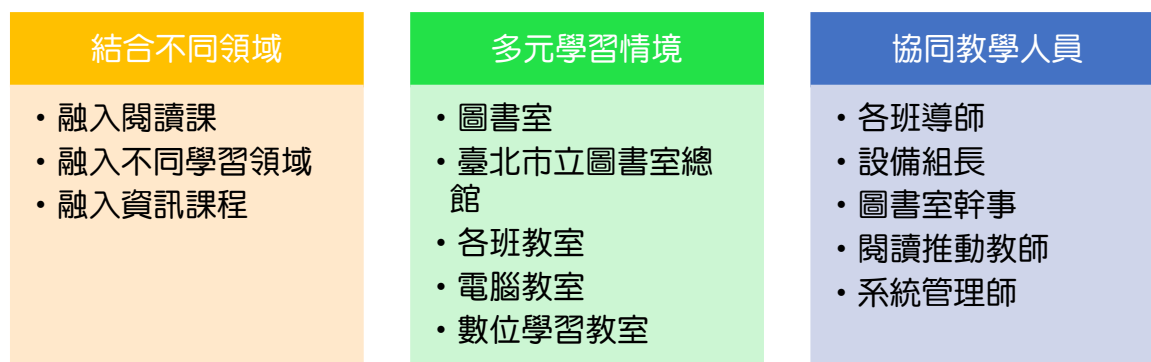 結合不同領域
・融入閱讀課
・融入不同學習領域
・融入資訊課程
多元學習情境
・圖書室
・臺北市立圖書室總
館
・各班教室
・電腦教室
・數位學習教室
協同教學人員
・各班導師
・設備組長
・圖書室幹事
・閱讀推動教師
・系統管理師